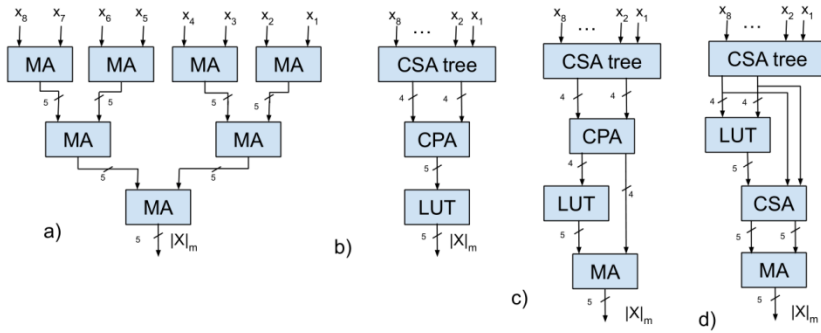 x8 x7 x6 x5 x4 x3 x2 x1
MA MA MA MA
5 5 5 5
MA MA
5 5
MA
5 |X|m
a)
x8 ... x2 x1
CSA tree
4 4
CPA
5
LUT
5 |X|m
b)
x8 ... x2 x1
CSA tree
4 4
CPA
4 4
LUT
5
MA
5 |X|m
c)
x8 ... x2 x1
CSA tree
4 4
LUT
5
CSA
5 5
MA
5 |X|m
d)